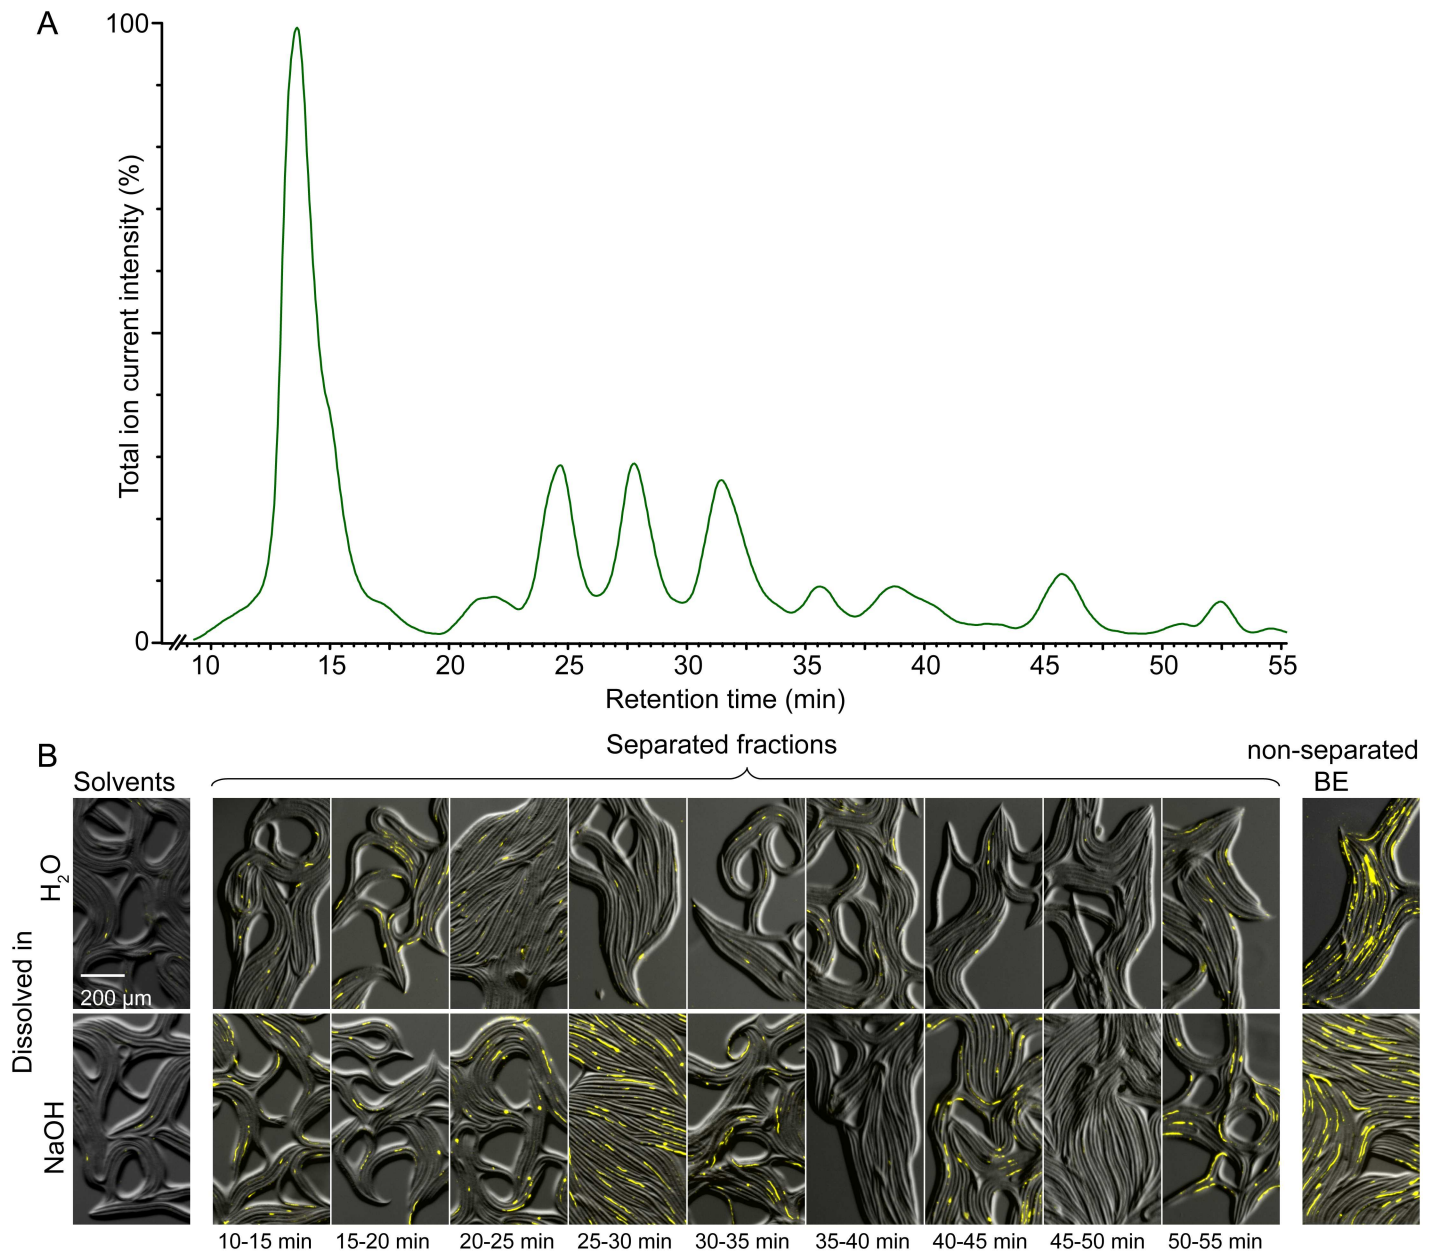 A
100
Total ion current intensity (%)
0
10 15 20 25 30 35 40 45 50 55
Retention time (min)
B
Separated fractions
non-separated
BE
Solvents
Dissolved in
H₂O
200 µm
NaOH
10-15 min 15-20 min 20-25 min 25-30 min 30-35 min 35-40 min 40-45 min 45-50 min 50-55 min